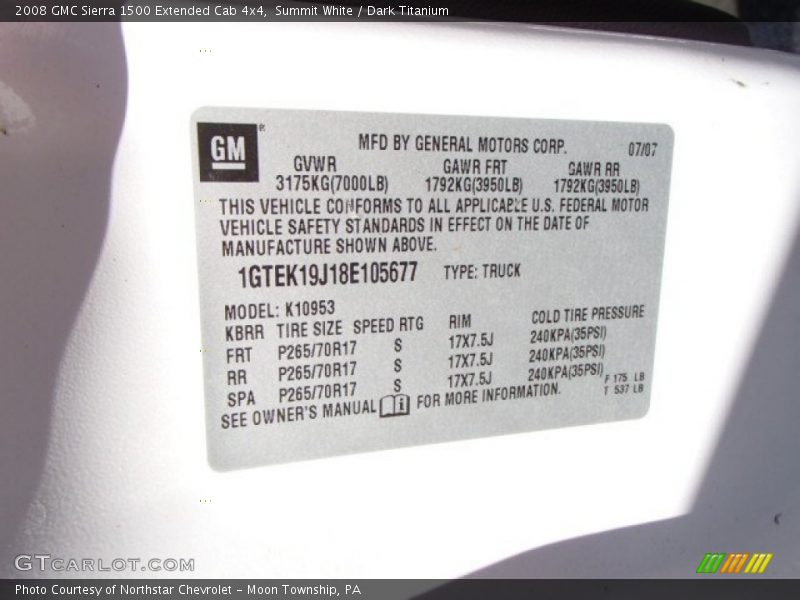 2008 GMC Sierra 1500 Extended Cab 4x4, Summit White / Dark Titanium
GM
MFD BY GENERAL MOTORS CORP. 07/07
GVWR GAWR FRT GAWR RR
3175KG(7000LB) 1792KG(3950LB) 1792KG(3950LB)
THIS VEHICLE CONFORMS TO ALL APPLICABLE U.S. FEDERAL MOTOR
VEHICLE SAFETY STANDARDS IN EFFECT ON THE DATE OF
MANUFACTURE SHOWN ABOVE.
1GTEK19J18E105677 TYPE: TRUCK
MODEL: K10953
KBRR TIRE SIZE SPEED RTG RIM COLD TIRE PRESSURE
FRT P265/70R17 S 17X7.5J 240KPA(35PSI)
RR P265/70R17 S 17X7.5J 240KPA(35PSI)
SPA P265/70R17 S 17X7.5J 240KPA(35PSI)
F 175 LB
T 537 LB
SEE OWNER'S MANUAL FOR MORE INFORMATION.
GTCARLOT.COM
Photo Courtesy of Northstar Chevrolet - Moon Township, PA